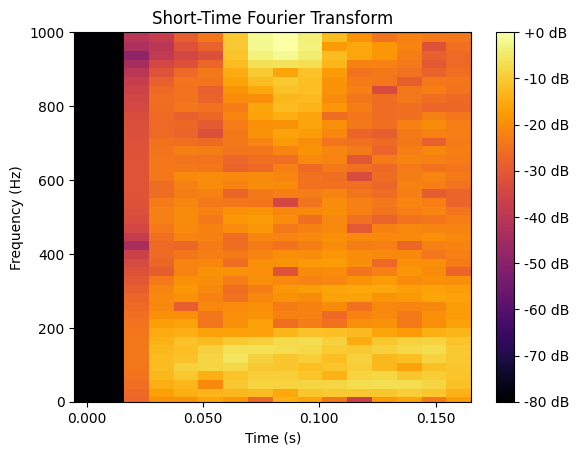 Short-Time Fourier Transform
1000
800
600
400
200
0
Frequency (Hz)
0.000
0.050
0.100
0.150
Time (s)
+0 dB
-10 dB
-20 dB
-30 dB
-40 dB
-50 dB
-60 dB
-70 dB
-80 dB